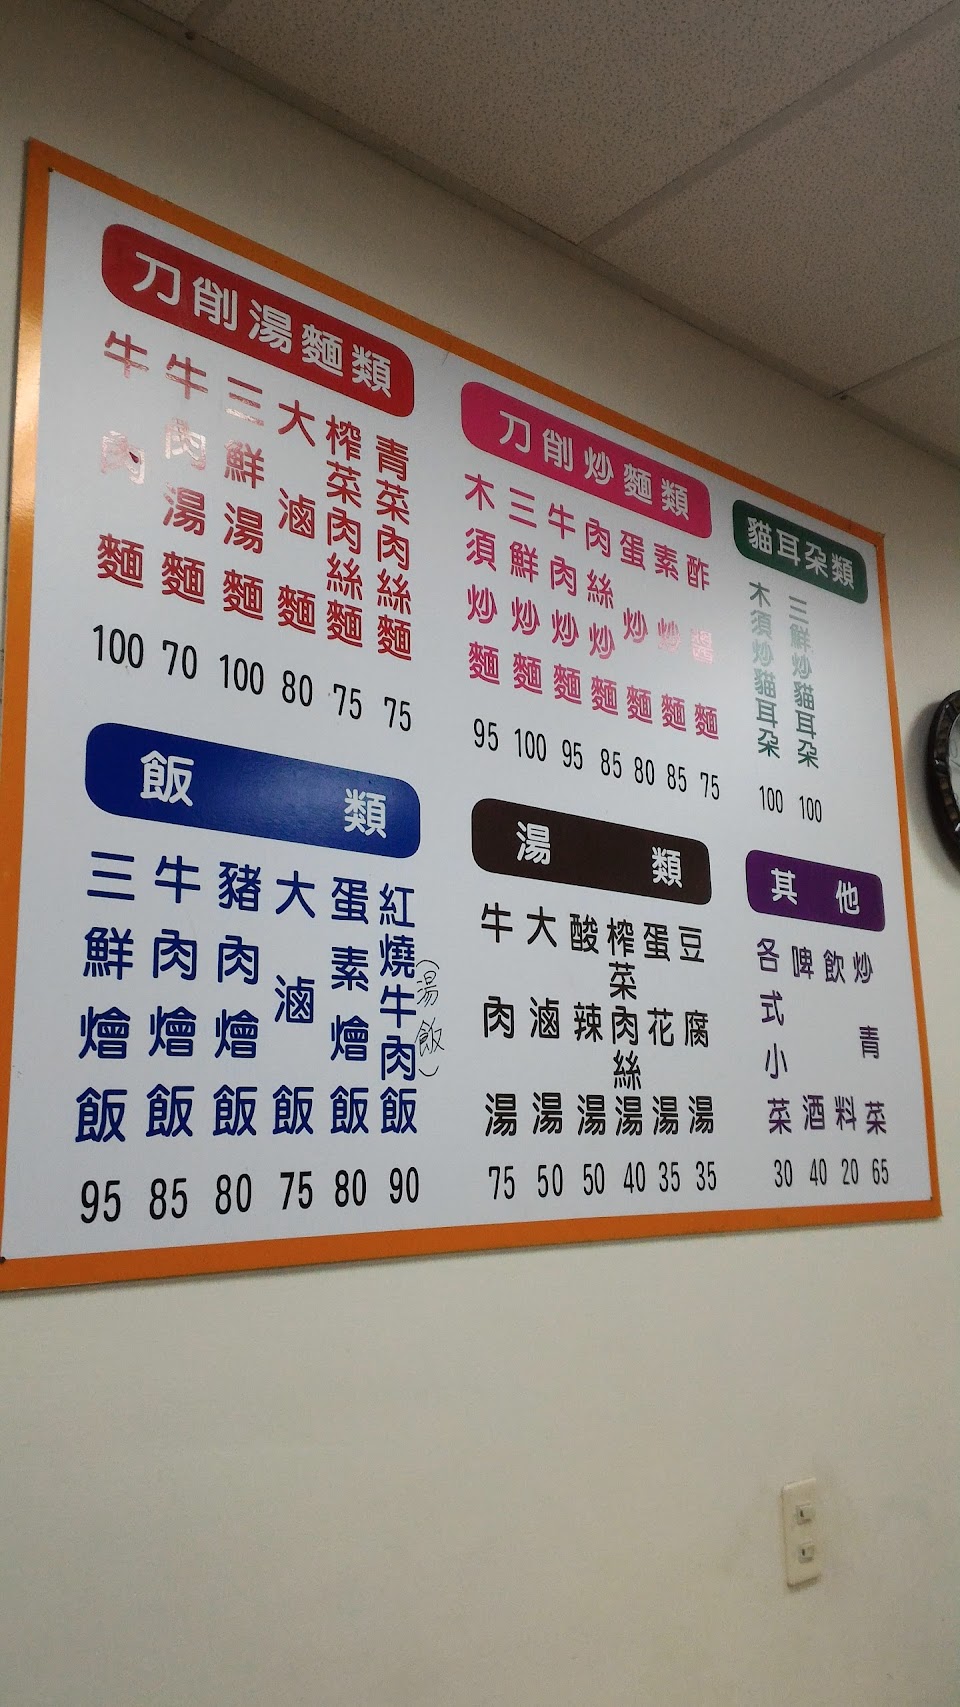 刀削湯麵類
牛肉麵 100
牛肉湯麵 70
三鮮湯麵 100
大滷麵 80
榨菜肉絲麵 75
青菜肉絲麵 75
刀削炒麵類
木須炒麵 95
三鮮炒麵 100
牛肉炒麵 95
肉絲炒麵 85
蛋炒麵 80
素炒麵 85
酢醬麵 75
貓耳朶類
木須炒貓耳朶 100
三鮮炒貓耳朶 100
飯類
三鮮燴飯 95
牛肉燴飯 85
豬肉燴飯 80
大滷飯 75
蛋素燴飯 80
紅燒牛肉飯 90
(湯飯)
湯類
牛肉湯 75
大滷湯 50
酸辣湯 50
榨菜肉絲湯 40
蛋花湯 35
豆腐湯 35
其他
各式小菜 30
啤酒 40
飲料 20
炒青菜 65